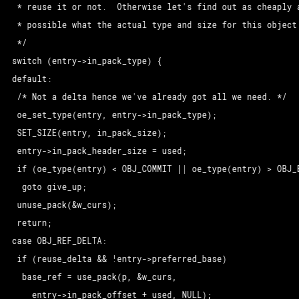 * reuse it or not.  Otherwise let's find out as cheaply a
* possible what the actual type and size for this object
*/
switch (entry->in_pack_type) {
default:
/* Not a delta hence we've already got all we need. */
oe_set_type(entry, entry->in_pack_type);
SET_SIZE(entry, in_pack_size);
entry->in_pack_header_size = used;
if (oe_type(entry) < OBJ_COMMIT || oe_type(entry) > OBJ_B
goto give_up;
unuse_pack(&w_curs);
return;
case OBJ_REF_DELTA:
if (reuse_delta && !entry->preferred_base)
base_ref = use_pack(p, &w_curs,
entry->in_pack_offset + used, NULL);